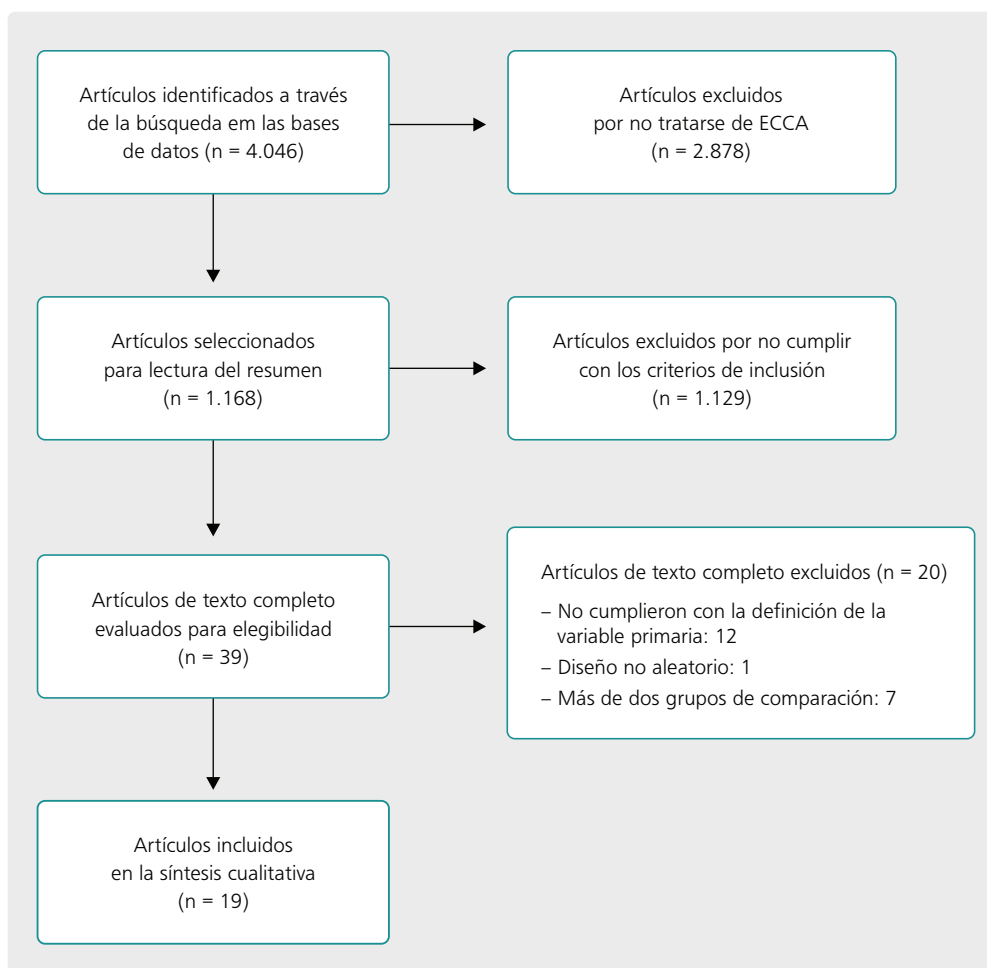 Artículos identificados a través
de la búsqueda em las bases
de datos (n = 4.046)
Artículos excluidos
por no tratarse de ECCA
(n = 2.878)
Artículos seleccionados
para lectura del resumen
(n = 1.168)
Artículos excluidos por no cumplir
con los criterios de inclusión
(n = 1.129)
Artículos de texto completo
evaluados para elegibilidad
(n = 39)
Artículos de texto completo excluidos (n = 20)
– No cumplieron con la definición de la
variable primaria: 12
– Diseño no aleatorio: 1
– Más de dos grupos de comparación: 7
Artículos incluidos
en la síntesis cualitativa
(n = 19)